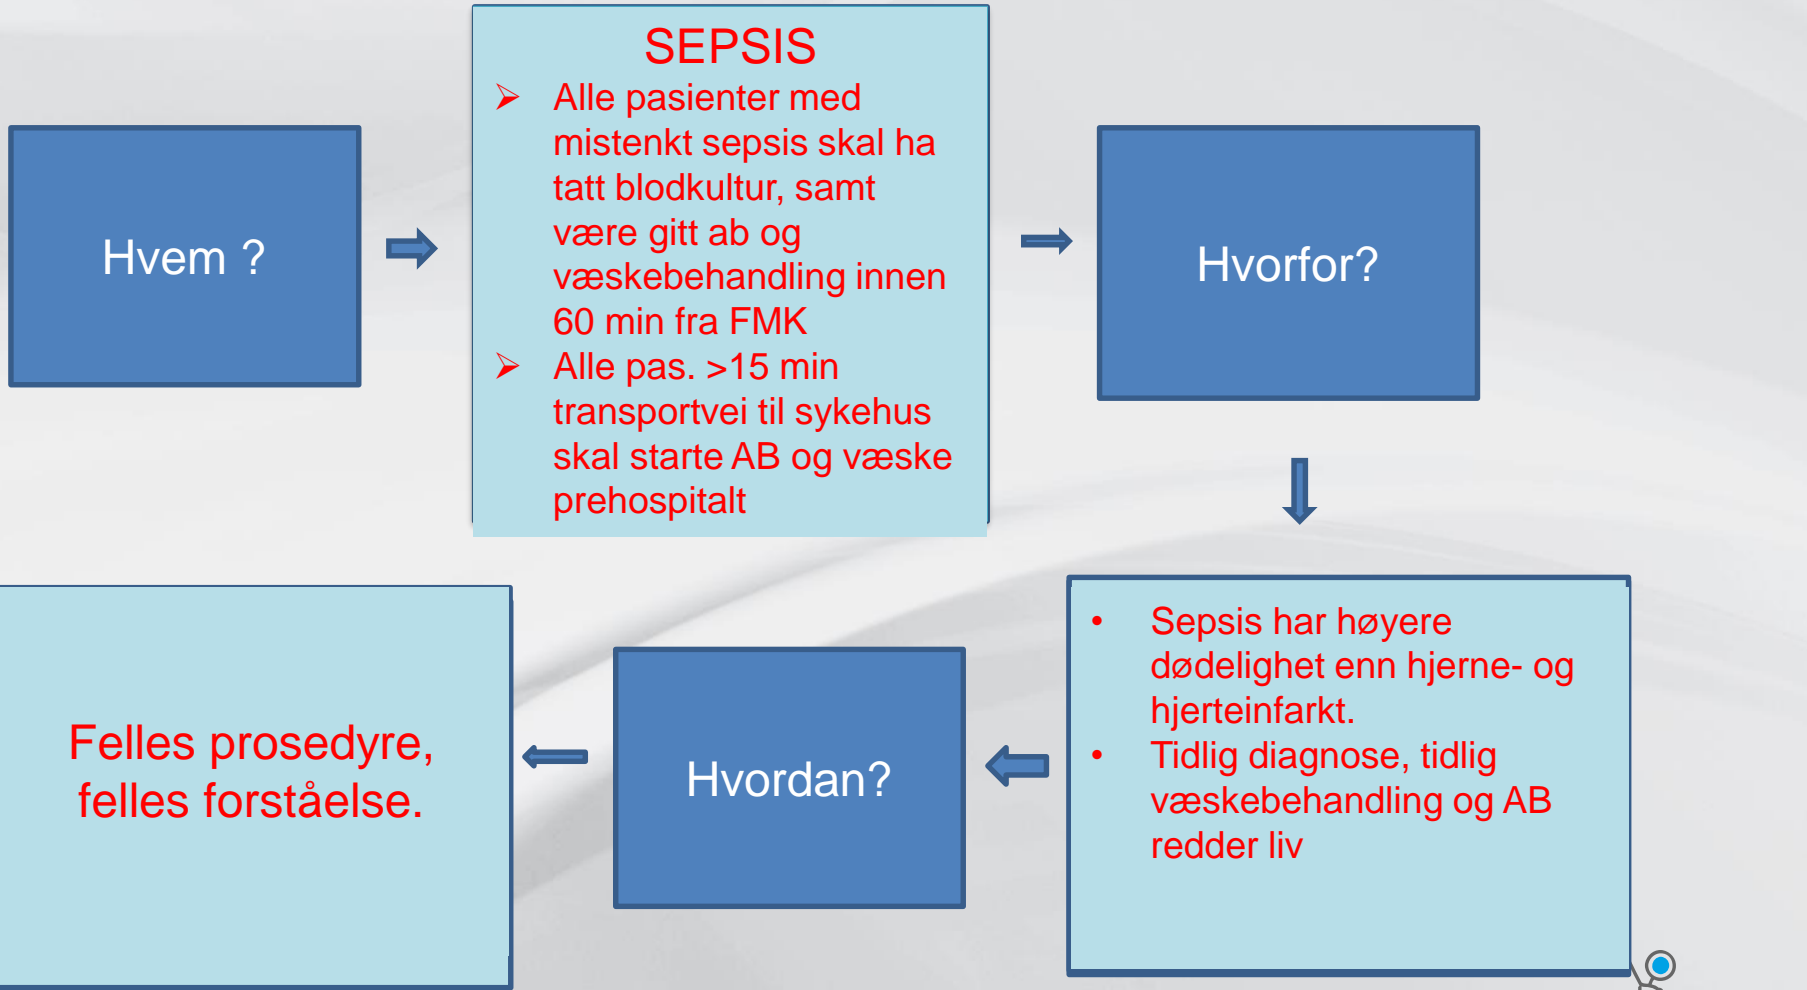 Hvem ?
SEPSIS
➢ Alle pasienter med
mistenkt sepsis skal ha
tatt blodkultur, samt
være gitt ab og
væskebehandling innen
60 min fra FMK
➢ Alle pas. >15 min
transportvei til sykehus
skal starte AB og væske
prehospitalt
Hvorfor?
• Sepsis har høyere
dødelighet enn hjerne- og
hjerteinfarkt.
• Tidlig diagnose, tidlig
væskebehandling og AB
redder liv
Hvordan?
Felles prosedyre,
felles forståelse.